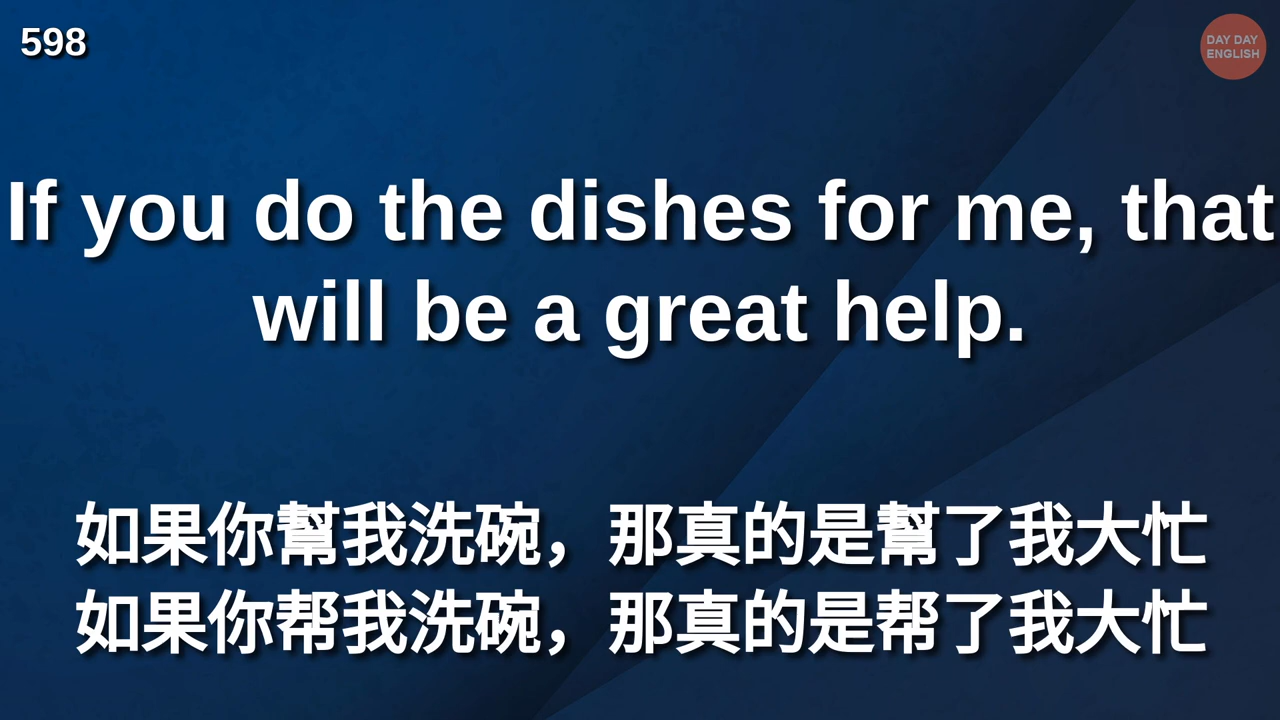 598
DAY DAY
ENGLISH
If you do the dishes for me, that
will be a great help.
如果你幫我洗碗，那真的是幫了我大忙
如果你帮我洗碗，那真的是帮了我大忙